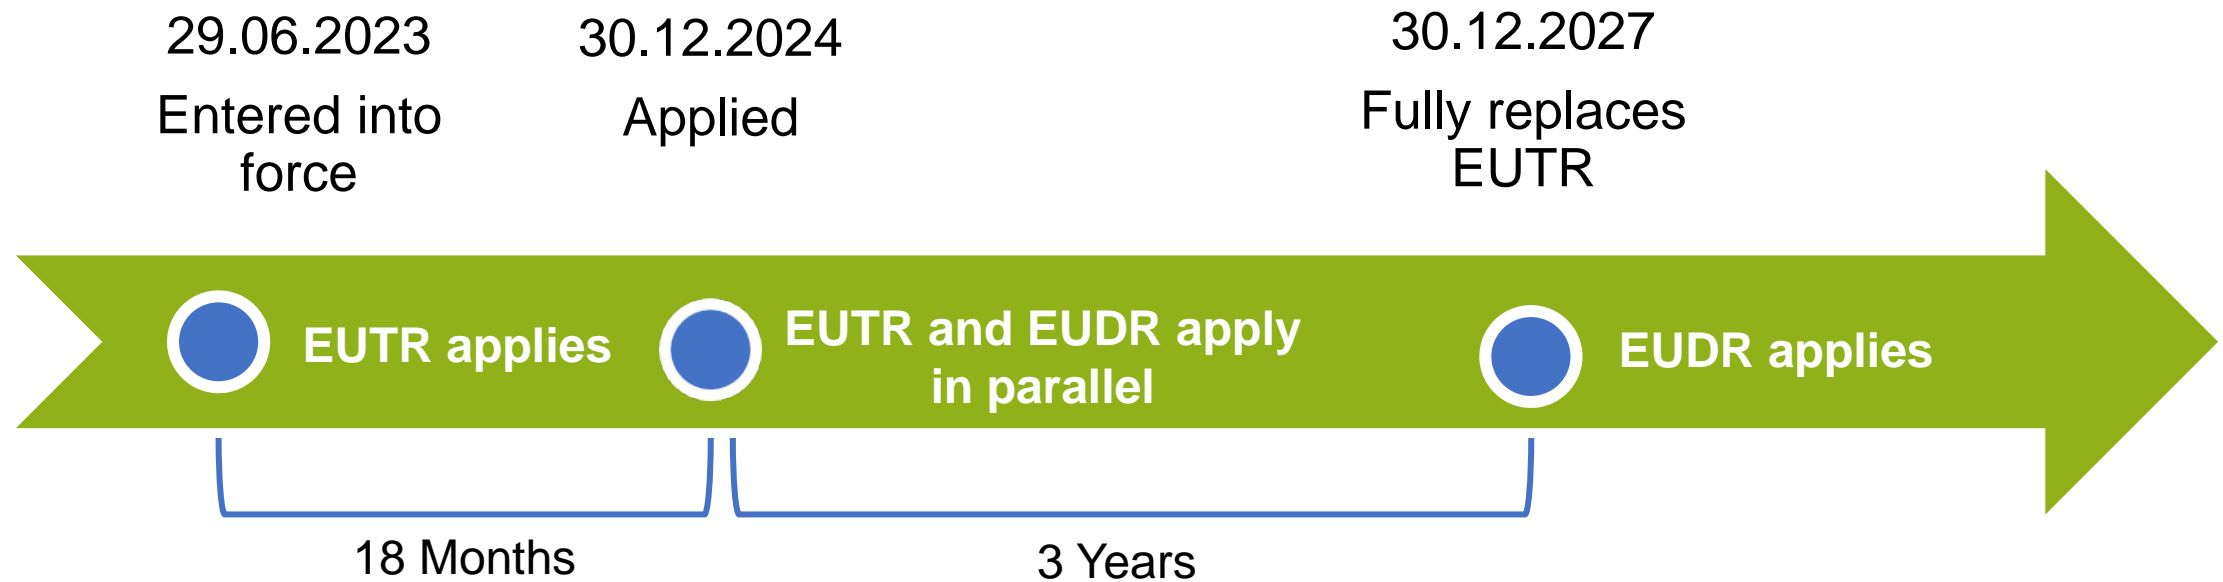 29.06.2023
Entered into
force
30.12.2024
Applied
30.12.2027
Fully replaces
EUTR
EUTR applies
EUTR and EUDR apply
in parallel
EUDR applies
18 Months
3 Years